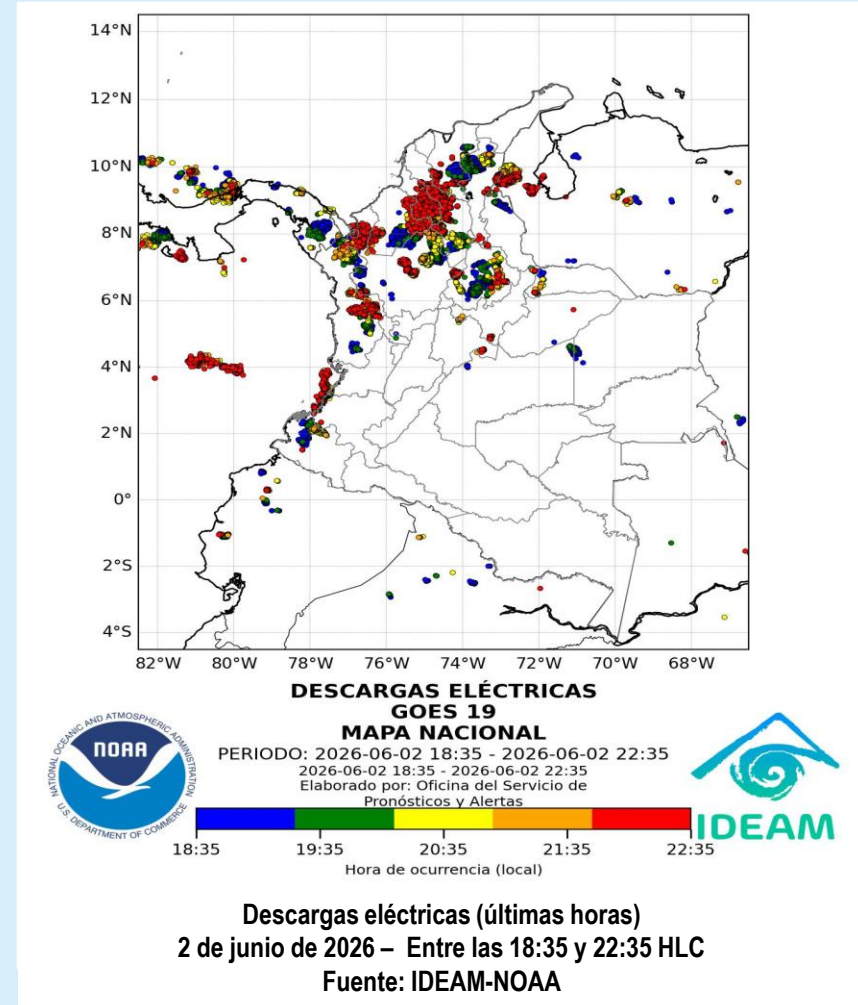 14°N
12°N
10°N
8°N
6°N
4°N
2°N
0°
2°S
4°S
82°W 80°W 78°W 76°W 74°W 72°W 70°W 68°W
DESCARGAS ELÉCTRICAS
GOES 19
MAPA NACIONAL
PERIODO: 2026-06-02 18:35 - 2026-06-02 22:35
2026-06-02 18:35 - 2026-06-02 22:35
Elaborado por: Oficina del Servicio de
Pronósticos y Alertas
NATIONAL OCEANIC AND ATMOSPHERIC ADMINISTRATION
NOAA
U.S. DEPARTMENT OF COMMERCE
IDEAM
18:35 19:35 20:35 21:35 22:35
Hora de ocurrencia (local)
Descargas eléctricas (últimas horas)
2 de junio de 2026 – Entre las 18:35 y 22:35 HLC
Fuente: IDEAM-NOAA